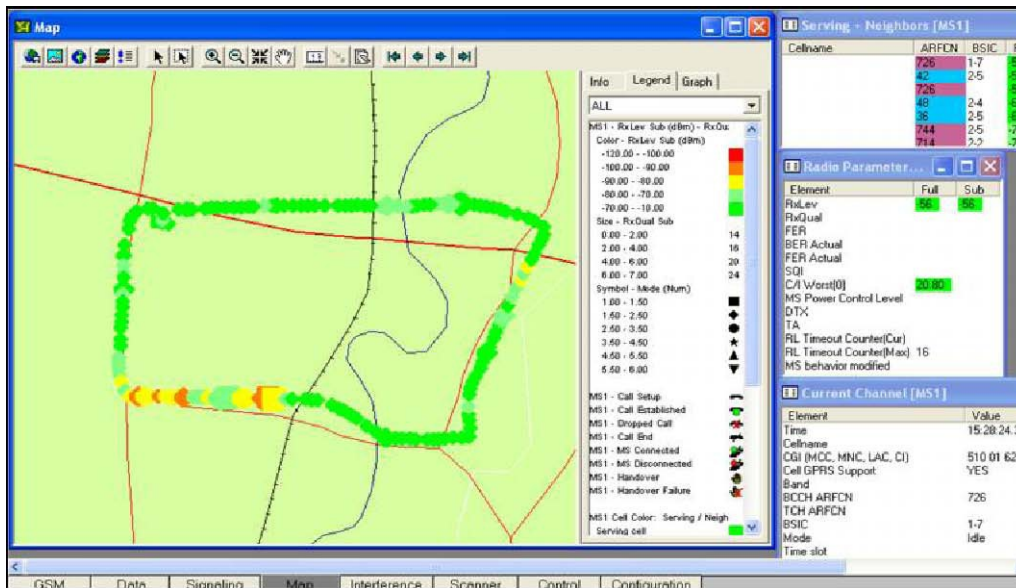 Map
Info Legend Graph
ALL
MS1 - RxLev Sub (dBm) - RxQu
Color - RxLev Sub (dBm)
-120.00 - -100.00
-100.00 - -90.00
-90.00 - -80.00
-80.00 - -70.00
-70.00 - -10.00
Size - RxQual Sub
0.00 - 2.00 14
2.00 - 4.00 16
4.00 - 6.00 20
6.00 - 7.00 24
Symbol - Mode (Num)
1.00 - 1.50
1.50 - 2.50
2.50 - 3.50
3.50 - 4.50
4.50 - 5.50
5.50 - 6.00
MS1 - Call Setup
MS1 - Call Established
MS1 - Dropped Call
MS1 - Call End
MS1 - MS Connected
MS1 - MS Disconnected
MS1 - Handover
MS1 - Handover Failure
MS1 Cell Color: Serving / Neigh
Serving cell
Serving - Neighbors [MS1]
Cellname ARFCN BSIC
726 1-7
42 2-5
726
48 2-4
36 2-5
744 2-5
714 2-2
Radio Parameter...
Element Full Sub
RxLev -56 -56
RxQual
FER
BER Actual
FER Actual
SQI
C/I Worst[0] 20.80
MS Power Control Level
DTX
TA
RL Timeout Counter(Cur)
RL Timeout Counter(Max) 16
MS behavior modified
Current Channel [MS1]
Element Value
Time 15:28:24.
Cellname
CGI (MCC, MNC, LAC, CI) 510 01 62
Cell GPRS Support YES
Band
BCCH ARFCN 726
TCH ARFCN
BSIC 1-7
Mode Idle
Time slot
GSM Data Signaling Map Interference Scanner Control Configuration